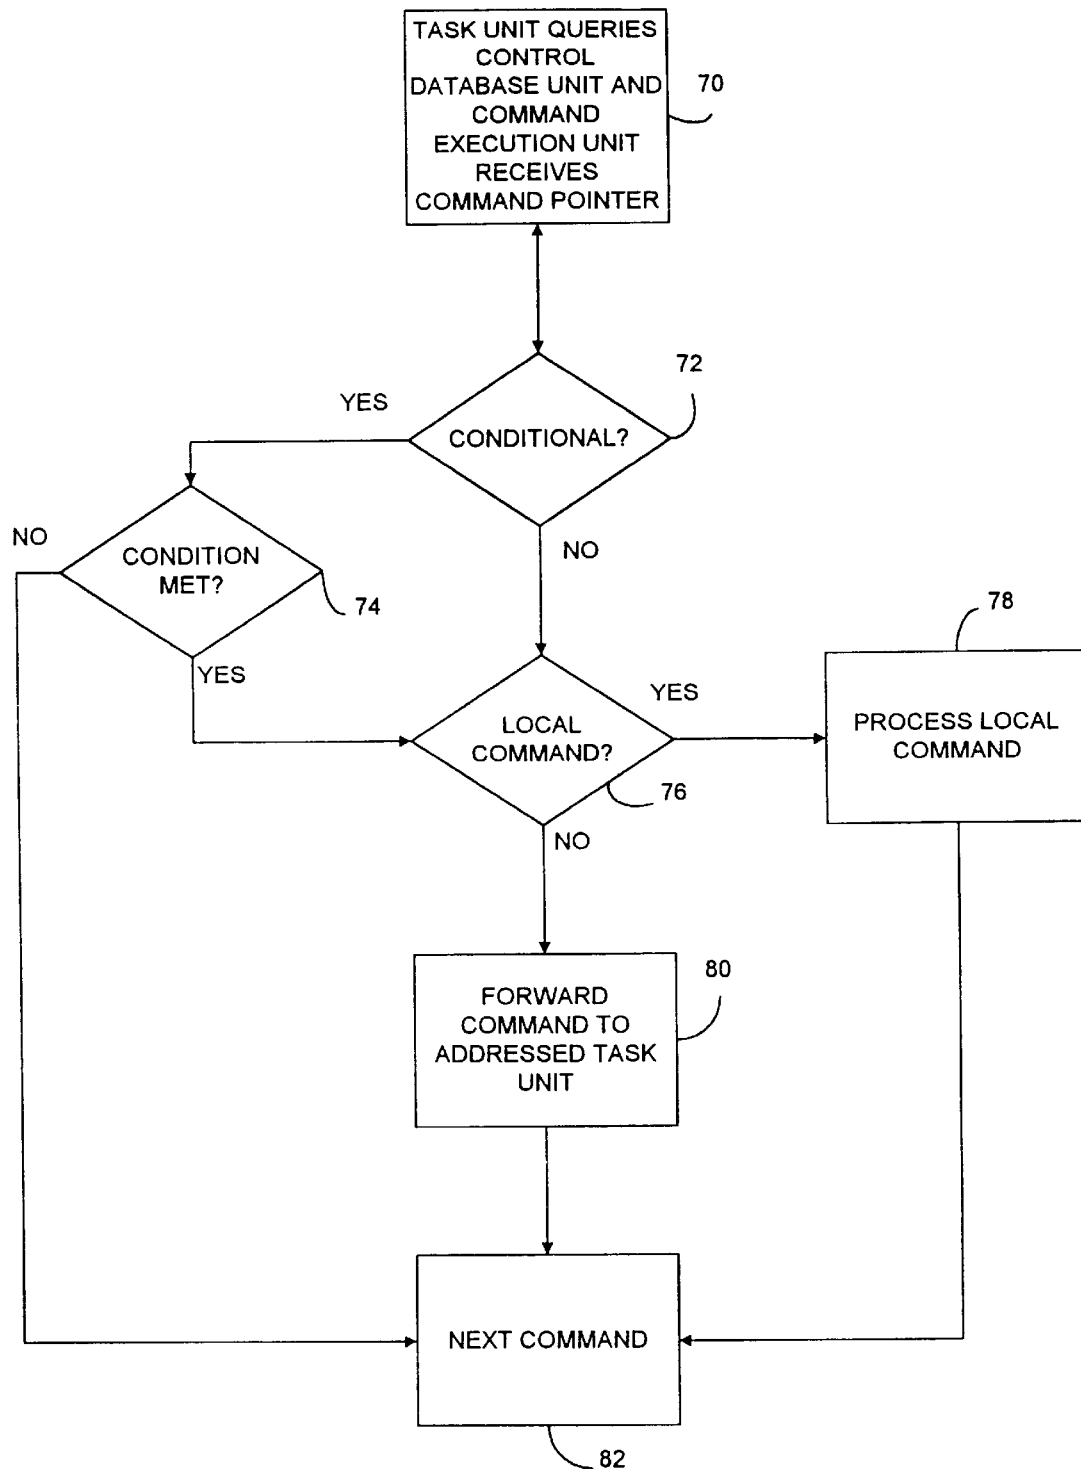 TASK UNIT QUERIES
CONTROL
DATABASE UNIT AND
COMMAND
EXECUTION UNIT
RECEIVES
COMMAND POINTER
70
72
YES
CONDITIONAL?
NO
CONDITION
MET?
74
NO
YES
78
LOCAL
COMMAND?
YES
76
PROCESS LOCAL
COMMAND
NO
80
FORWARD
COMMAND TO
ADDRESSED TASK
UNIT
NEXT COMMAND
82